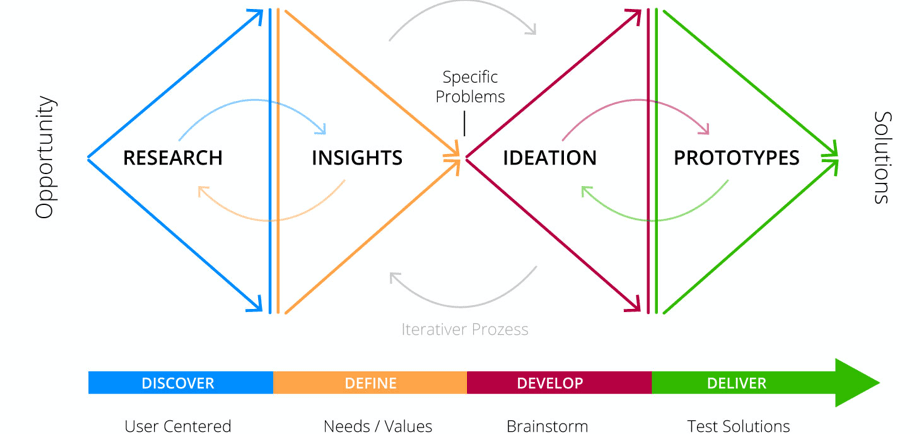 Opportunity
Specific
Problems
RESEARCH
INSIGHTS
IDEATION
PROTOTYPES
Solutions
Iterativer Prozess
DISCOVER
DEFINE
DEVELOP
DELIVER
User Centered
Needs / Values
Brainstorm
Test Solutions